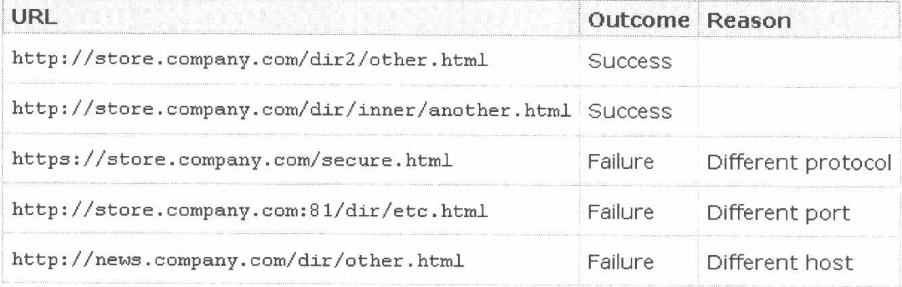 URL Outcome Reason
http://store.company.com/dir2/other.html Success
http://store.company.com/dir/inner/another.html Success
https://store.company.com/secure.html Failure Different protocol
http://store.company.com:81/dir/etc.html Failure Different port
http://news.company.com/dir/other.html Failure Different host